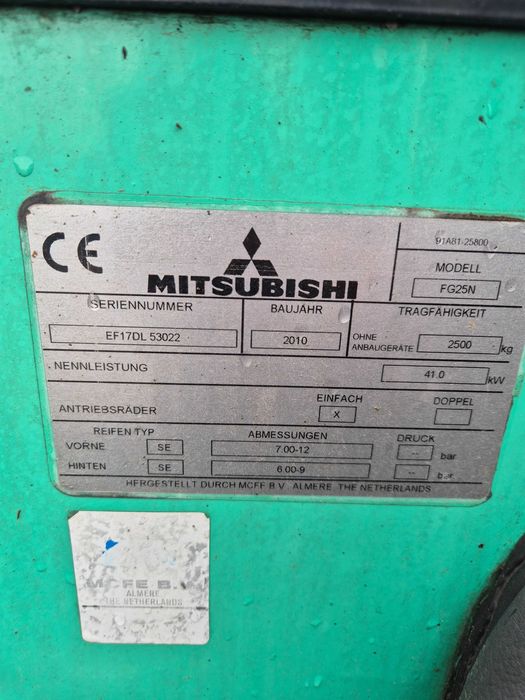 CE
91A81-25800
MITSUBISHI
MODELL
FG25N
SERIENNUMMER BAUJAHR TRAGFÄHIGKEIT
EF17DL 53022 2010 OHNE ANBAUGERÄTE 2500 kg
NENNLEISTUNG 41.0 kW
EINFACH DOPPEL
ANTRIEBSRÄDER X
REIFEN TYP ABMESSUNGEN DRUCK
VORNE SE 7.00-12 -- bar
HINTEN SE 6.00-9 -- bar
HERGESTELLT DURCH MCFE B.V. ALMERE, THE NETHERLANDS
MCFE B.
ALMERE
THE NETHERLANDS